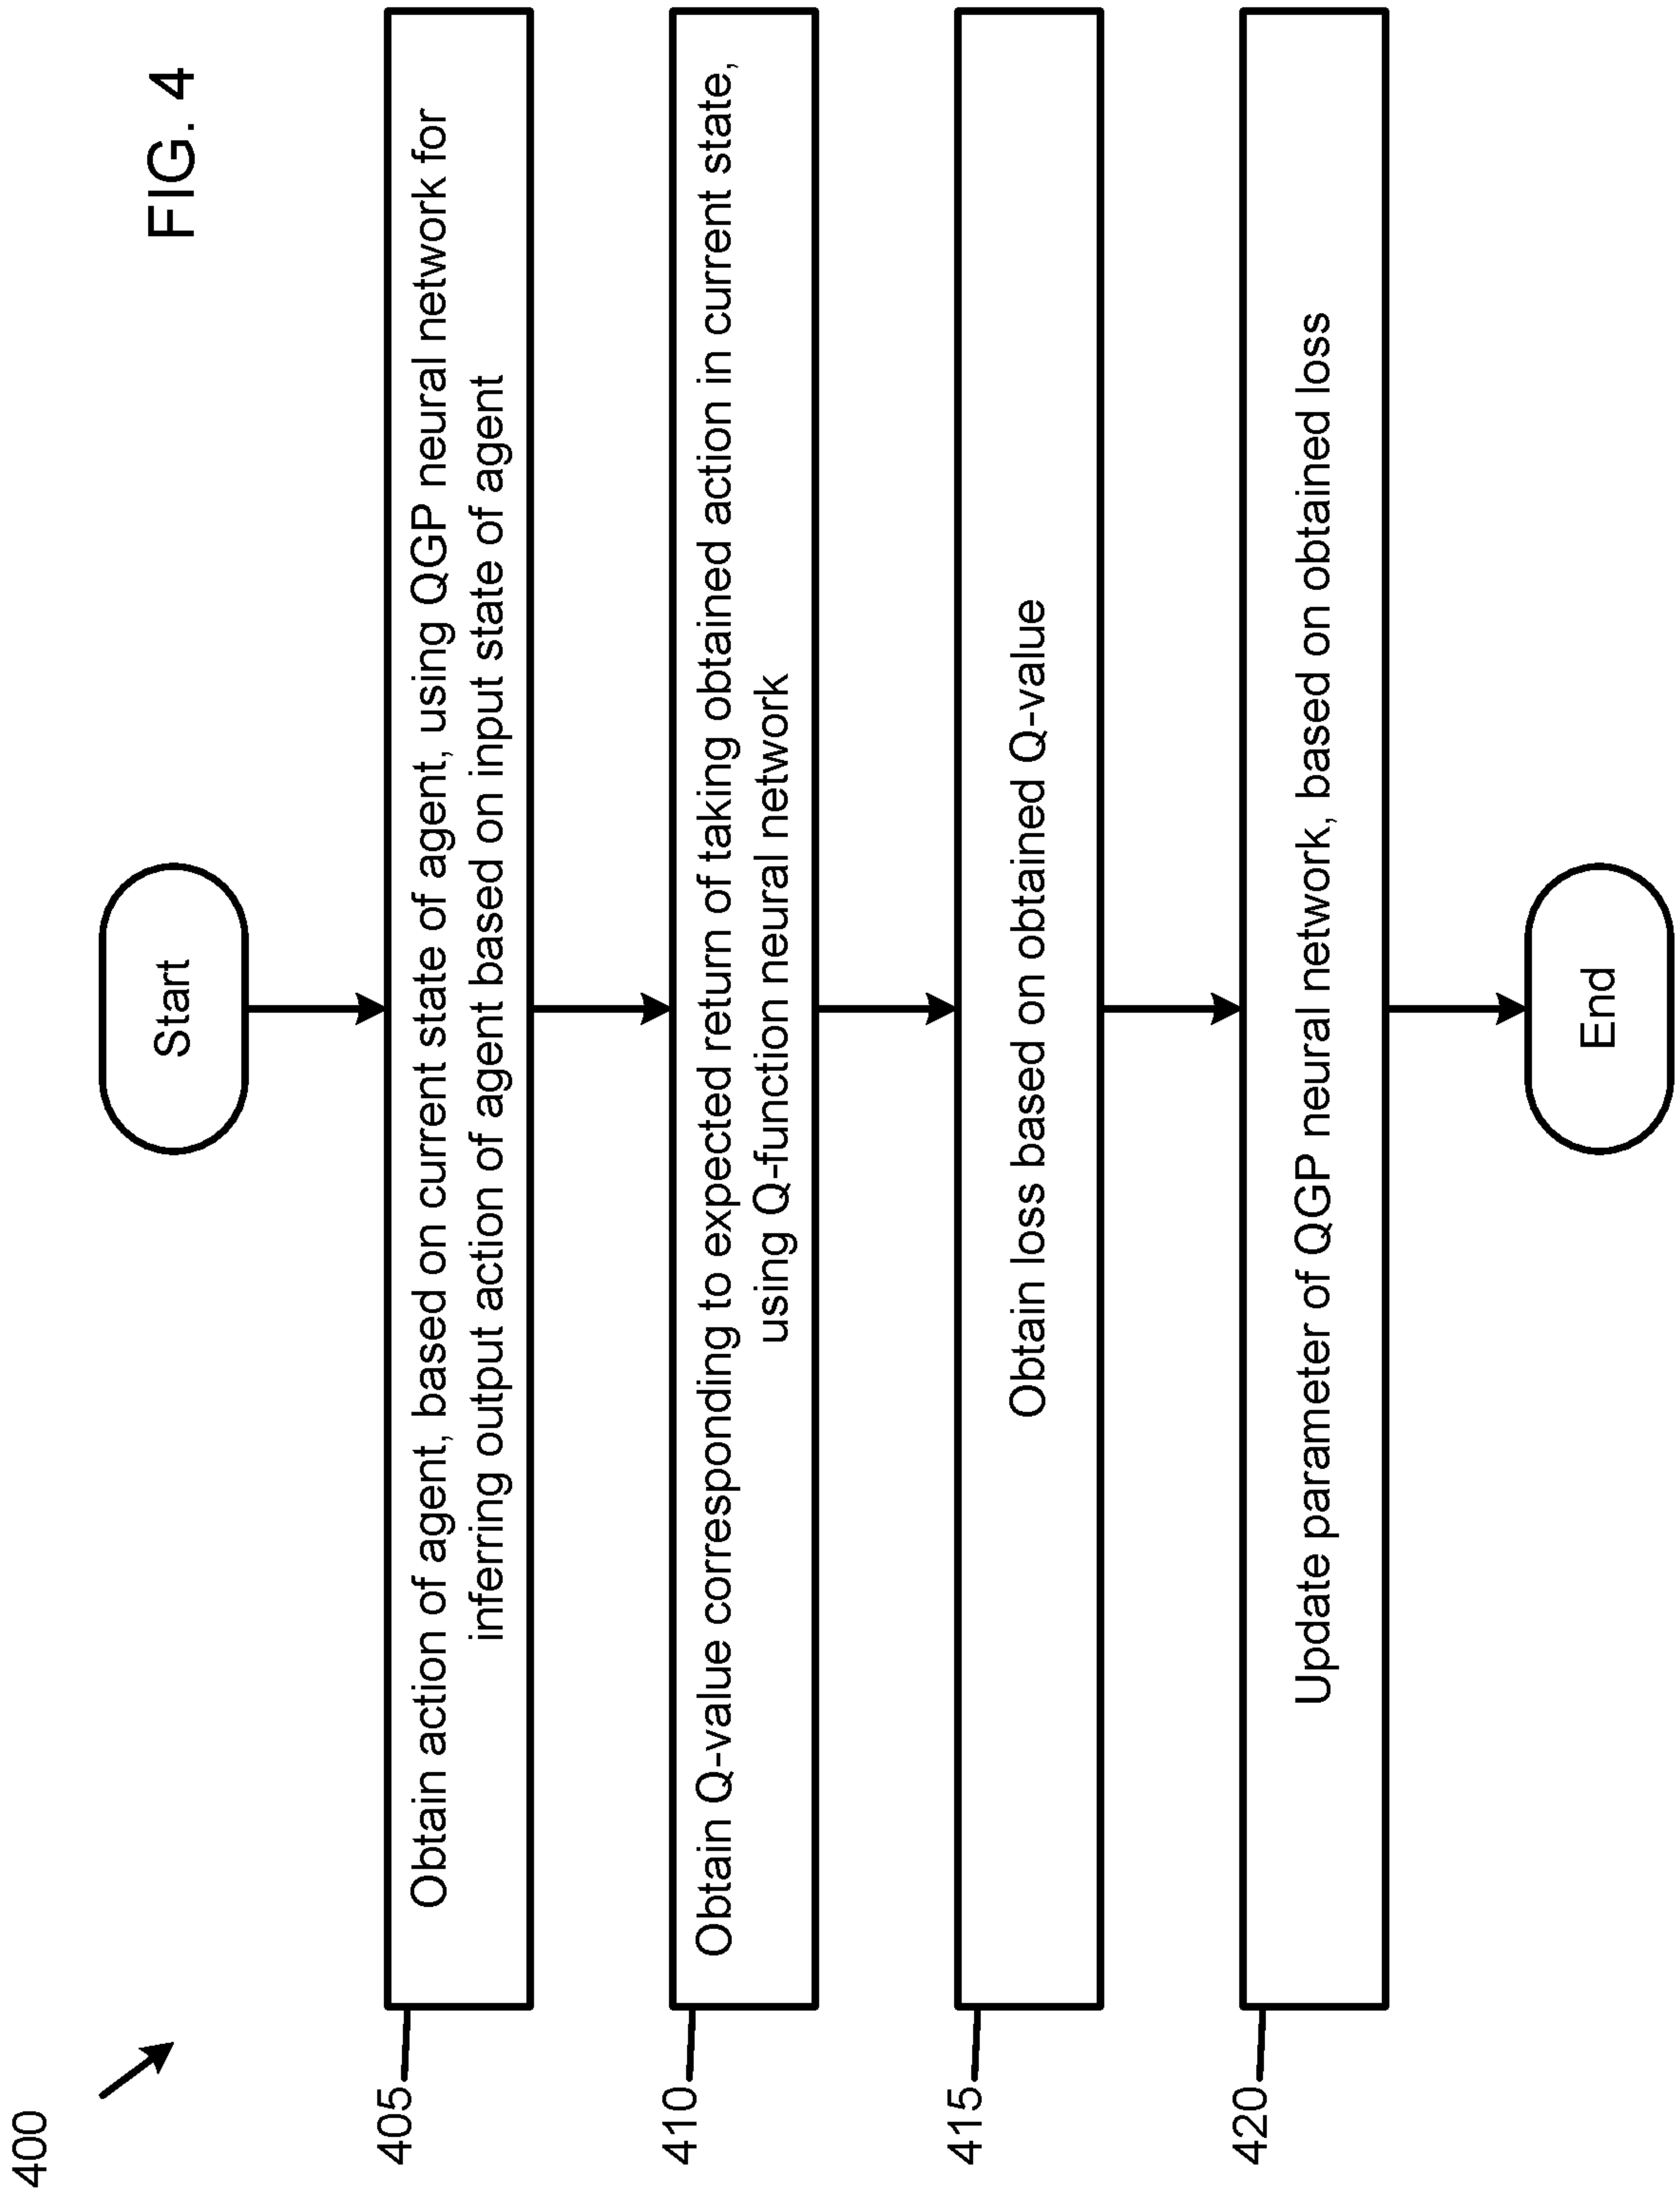 400
FIG. 4
Start
405
Obtain action of agent, based on current state of agent, using QGP neural network for
inferring output action of agent based on input state of agent
410
Obtain Q-value corresponding to expected return of taking obtained action in current state,
using Q-function neural network
415
Obtain loss based on obtained Q-value
420
Update parameter of QGP neural network, based on obtained loss
End